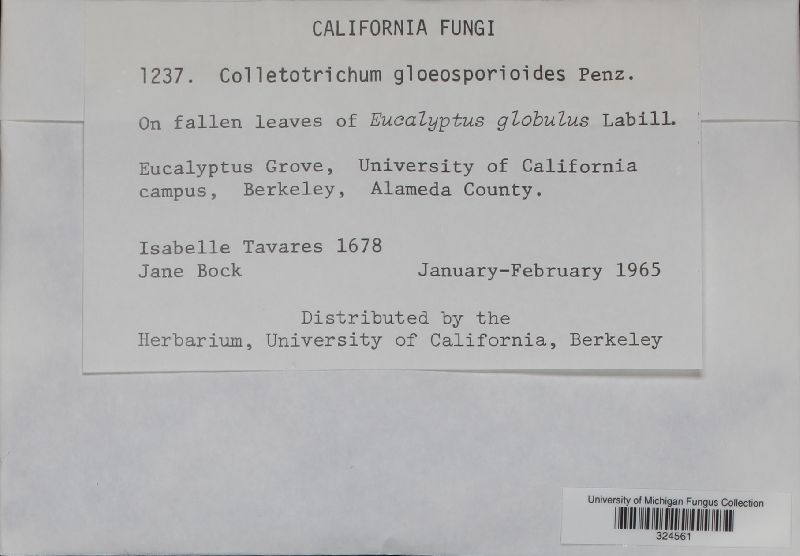 CALIFORNIA FUNGI
1237. Colletotrichum gloeosporioides Penz.
On fallen leaves of Eucalyptus globulus Labill.
Eucalyptus Grove, University of California
campus, Berkeley, Alameda County.
Isabelle Tavares 1678
Jane Bock January-February 1965
Distributed by the
Herbarium, University of California, Berkeley
University of Michigan Fungus Collection
324561